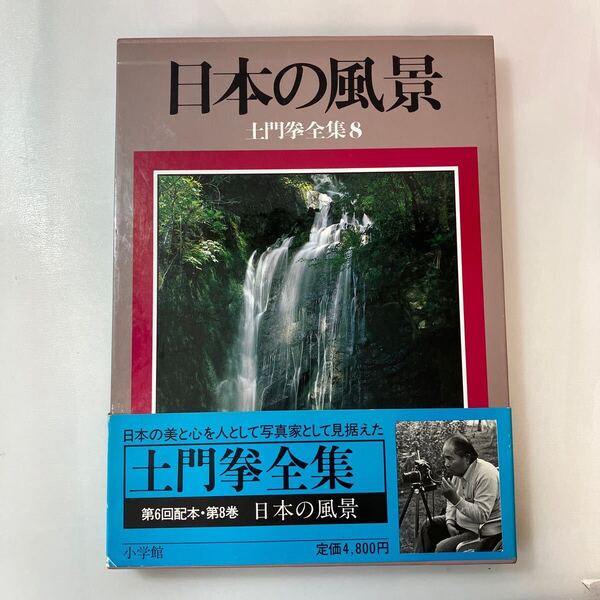 日本の風景
土門拳全集8
日本の美と心を人として写真家として見据えた
土門拳全集
第6回配本・第8巻 日本の風景
小学館 定価4,800円